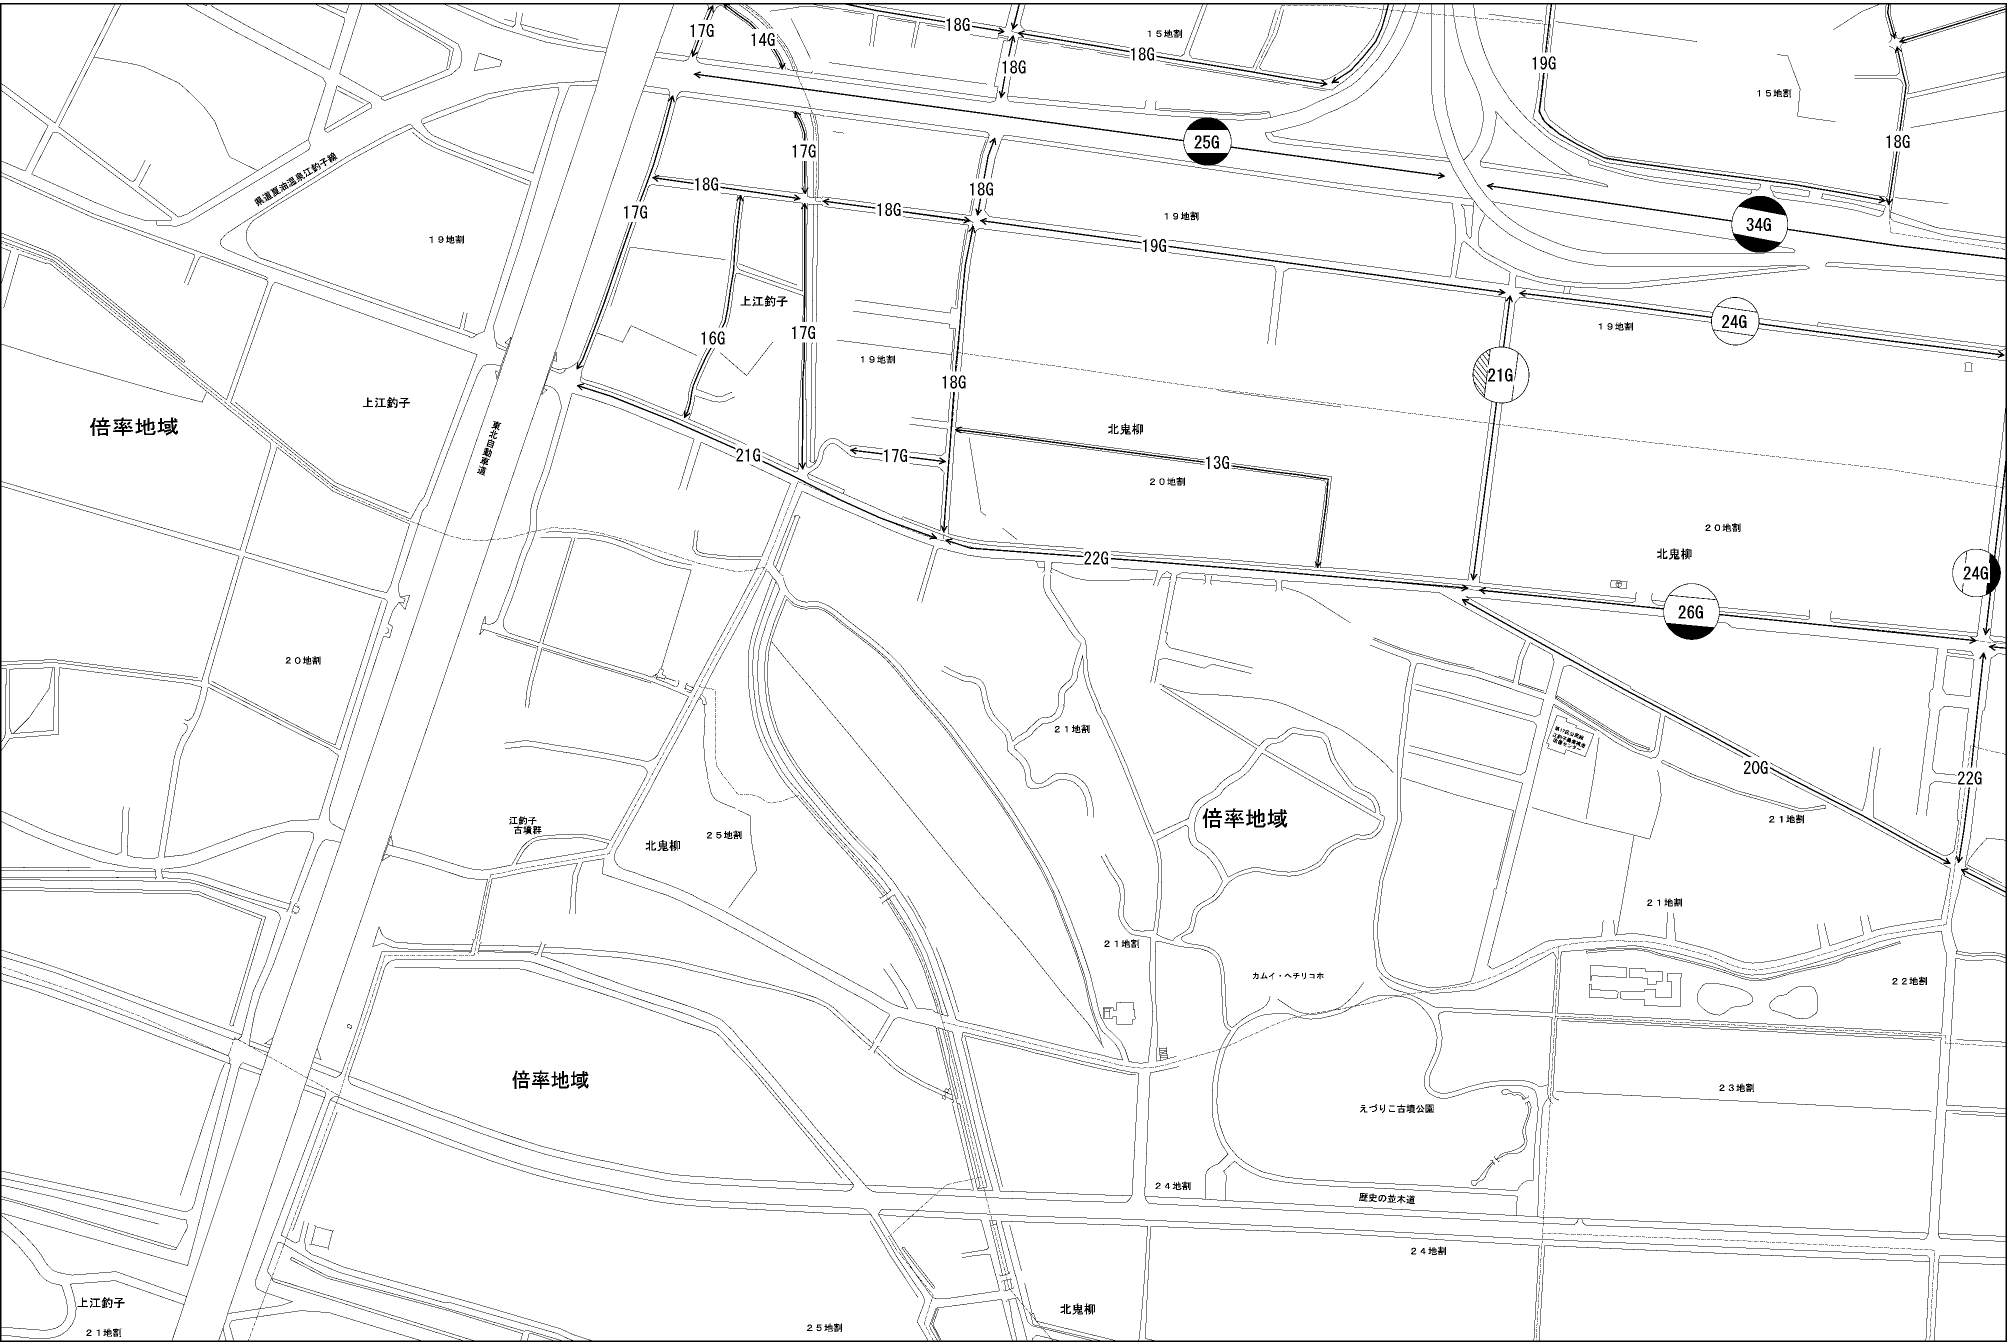 18G
17G
14G
15地割
18G
18G
19G
15地割
25G
18G
17G
県道夏油温泉江釣子線
18G
18G
17G
18G
19地割
34G
19地割
19G
上江釣子
24G
19地割
16G
17G
19地割
21G
18G
上江釣子
倍率地域
北鬼柳
東北自動車道
21G
17G
13G
20地割
20地割
北鬼柳
22G
24G
26G
20地割
21地割
20G
22G
倍率地域
21地割
江釣子
古墳群
25地割
北鬼柳
21地割
21地割
カムイ・ヘチリコホ
22地割
倍率地域
23地割
えづりこ古墳公園
24地割
歴史の並木道
24地割
上江釣子
北鬼柳
21地割
25地割